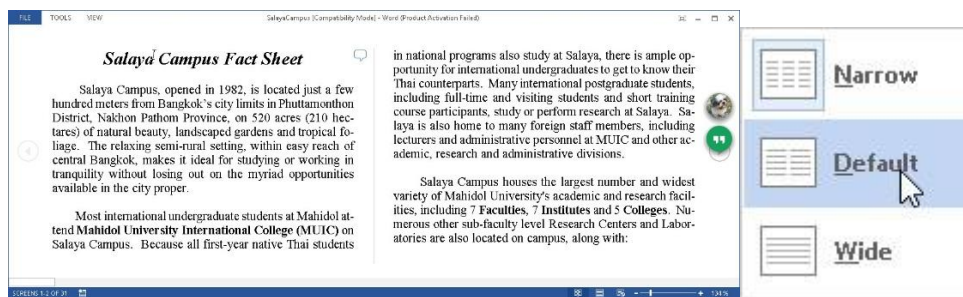 FILE TOOLS VIEW
SalayaCampus [Compatibility Mode] - Word (Product Activation Failed)
Salaya Campus Fact Sheet
Salaya Campus, opened in 1982, is located just a few
hundred meters from Bangkok's city limits in Phuttamonthon
District, Nakhon Pathom Province, on 520 acres (210 hec-
tares) of natural beauty, landscaped gardens and tropical fo-
liage. The relaxing semi-rural setting, within easy reach of
central Bangkok, makes it ideal for studying or working in
tranquility without losing out on the myriad opportunities
available in the city proper.
Most international undergraduate students at Mahidol at-
tend Mahidol University International College (MUIC) on
Salaya Campus. Because all first-year native Thai students
in national programs also study at Salaya, there is ample op-
portunity for international undergraduates to get to know their
Thai counterparts. Many international postgraduate students,
including full-time and visiting students and short training
course participants, study or perform research at Salaya. Sa-
laya is also home to many foreign staff members, including
lecturers and administrative personnel at MUIC and other ac-
ademic, research and administrative divisions.
Salaya Campus houses the largest number and widest
variety of Mahidol University's academic and research facil-
ities, including 7 Faculties, 7 Institutes and 5 Colleges. Nu-
merous other sub-faculty level Research Centers and Labor-
atories are also located on campus, along with:
SCREENS 1-2 OF 31
Narrow
Default
Wide